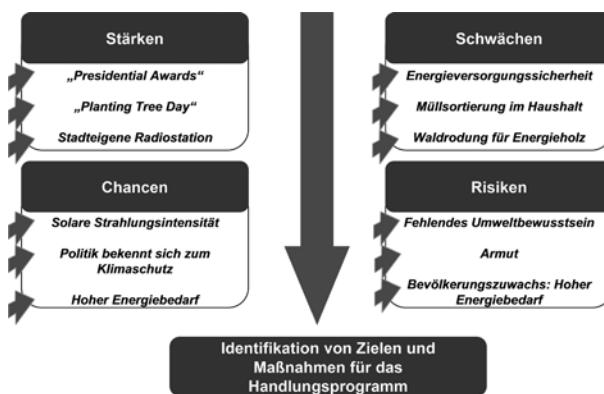 Stärken
„Presidential Awards“
„Planting Tree Day“
Stadteigene Radiostation
Schwächen
Energieversorgungssicherheit
Müllsortierung im Haushalt
Waldrodung für Energieholz
Chancen
Solare Strahlungsintensität
Politik bekennt sich zum
Klimaschutz
Hoher Energiebedarf
Risiken
Fehlendes Umweltbewusstsein
Armut
Bevölkerungszuwachs: Hoher
Energiebedarf
Identifikation von Zielen und
Maßnahmen für das
Handlungsprogramm